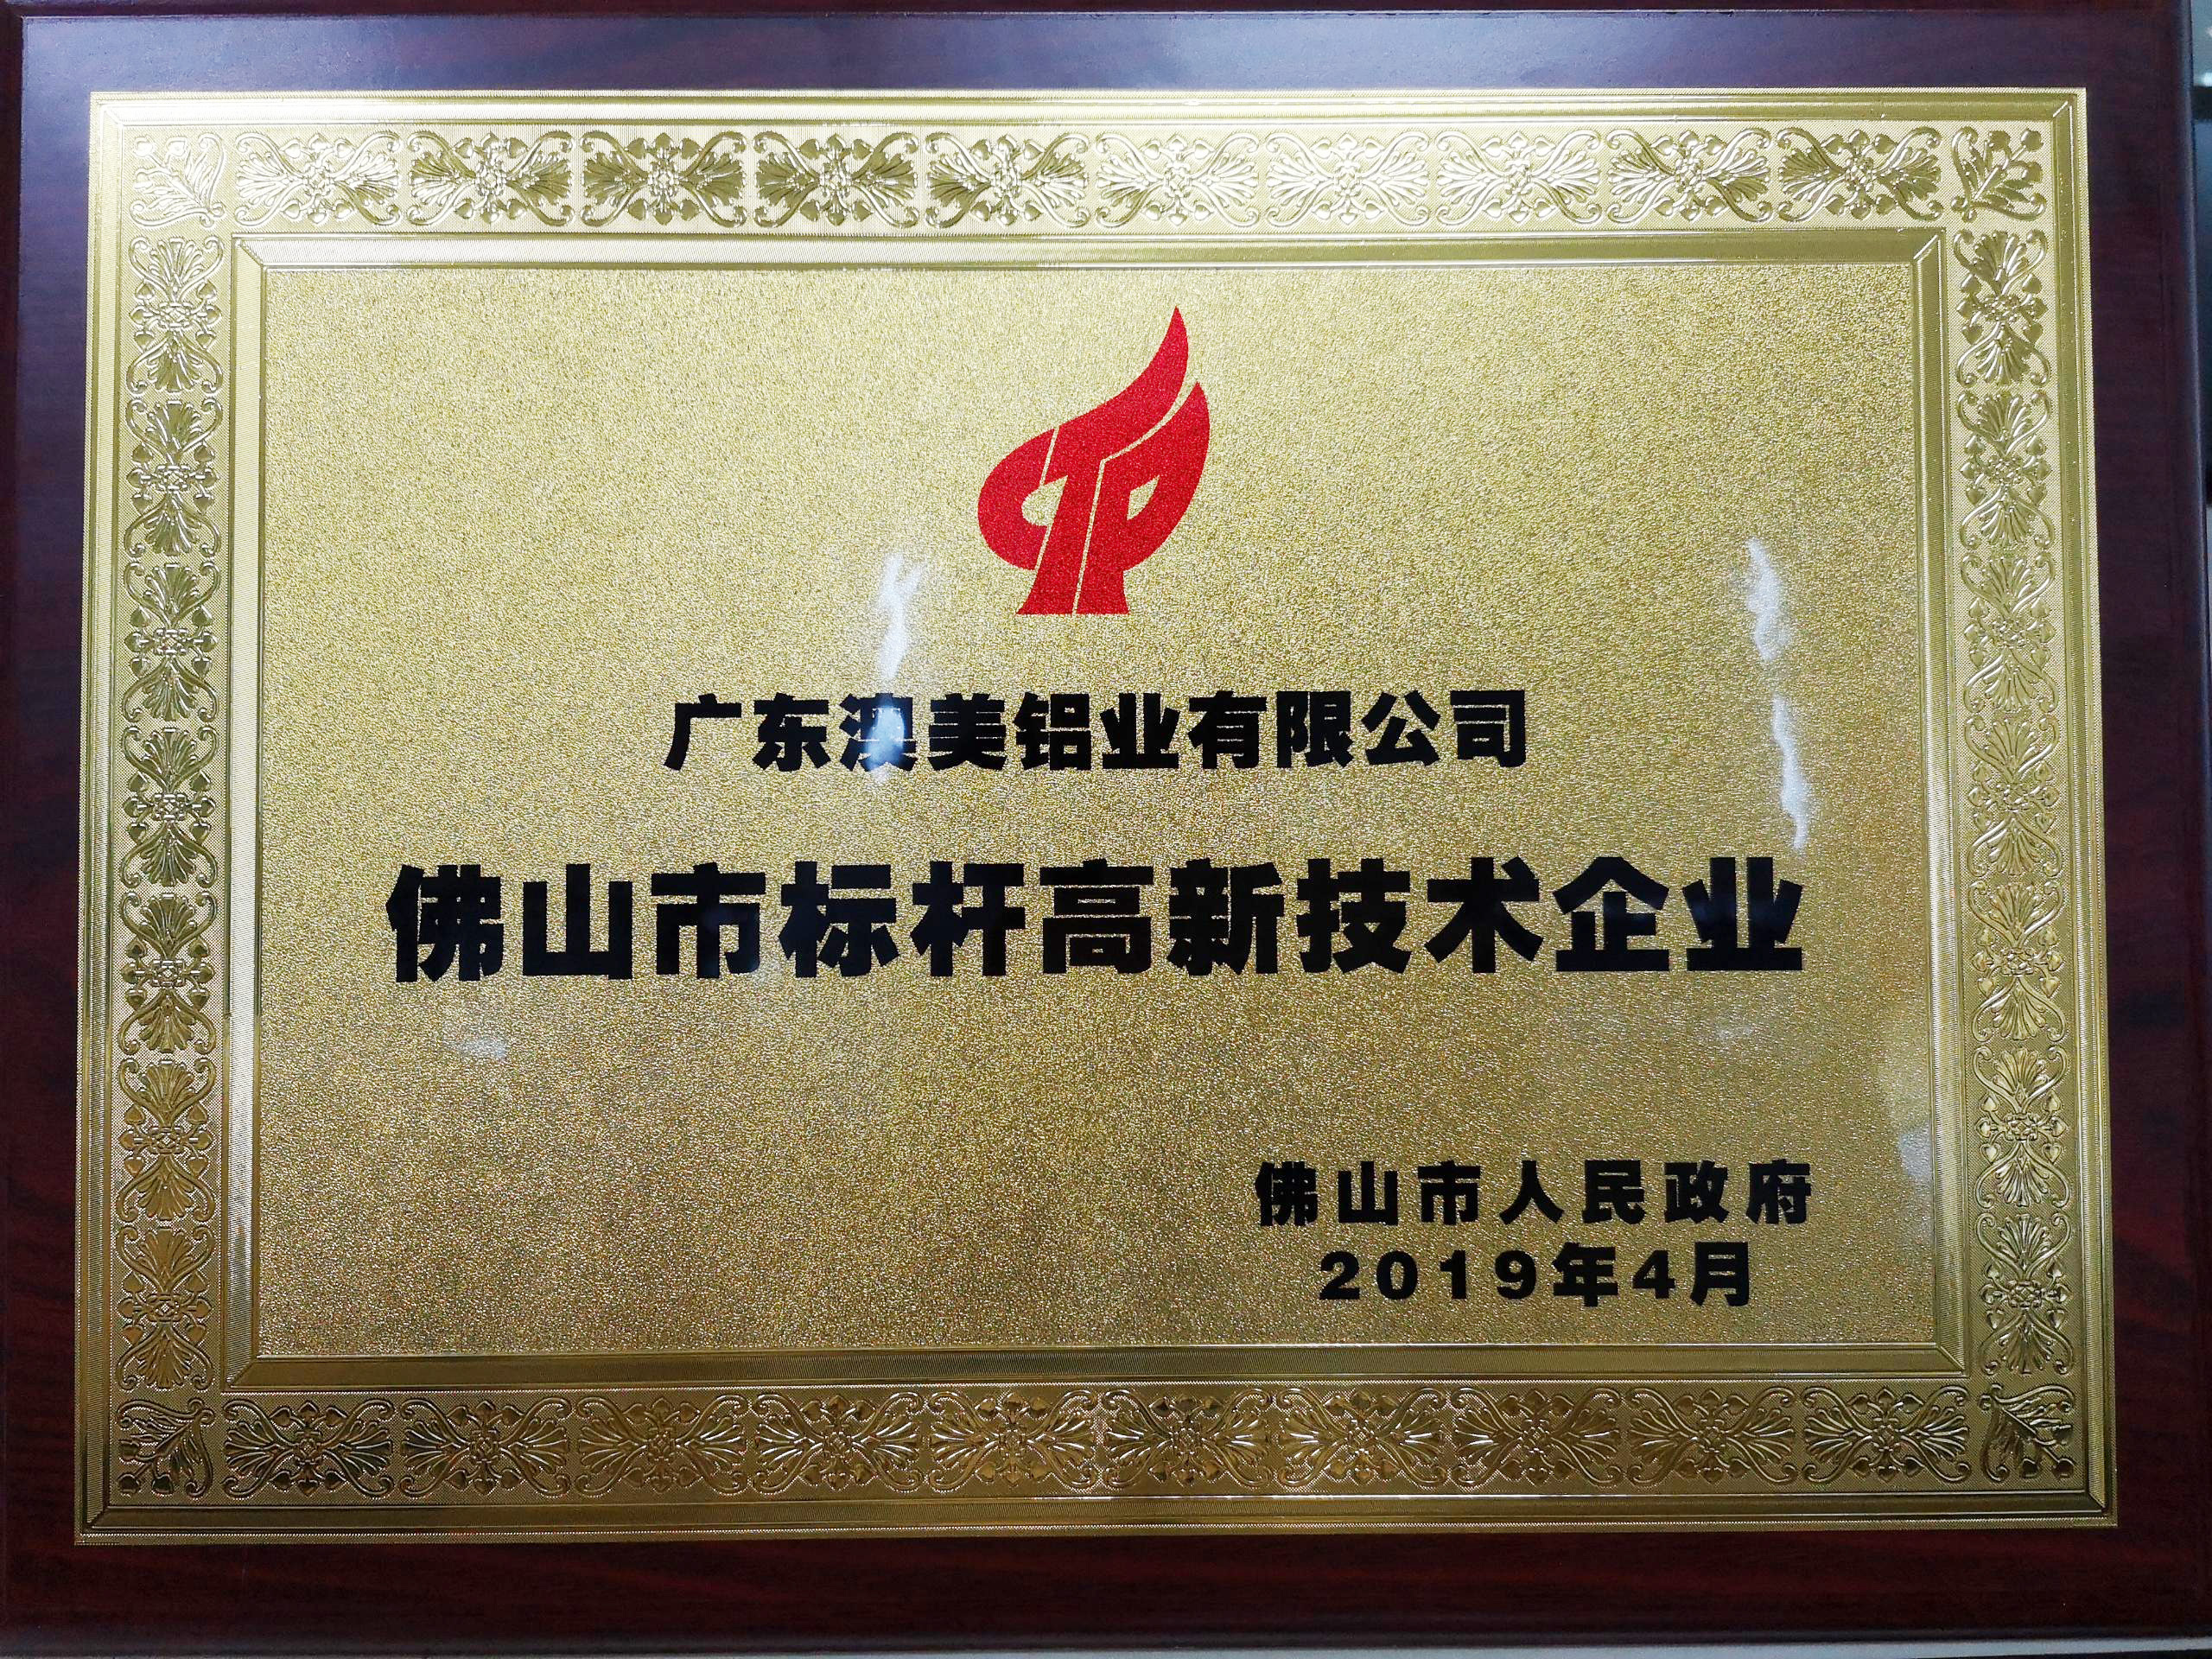 广东澳美铝业有限公司
佛山市标杆高新技术企业
佛山市人民政府
2019年4月